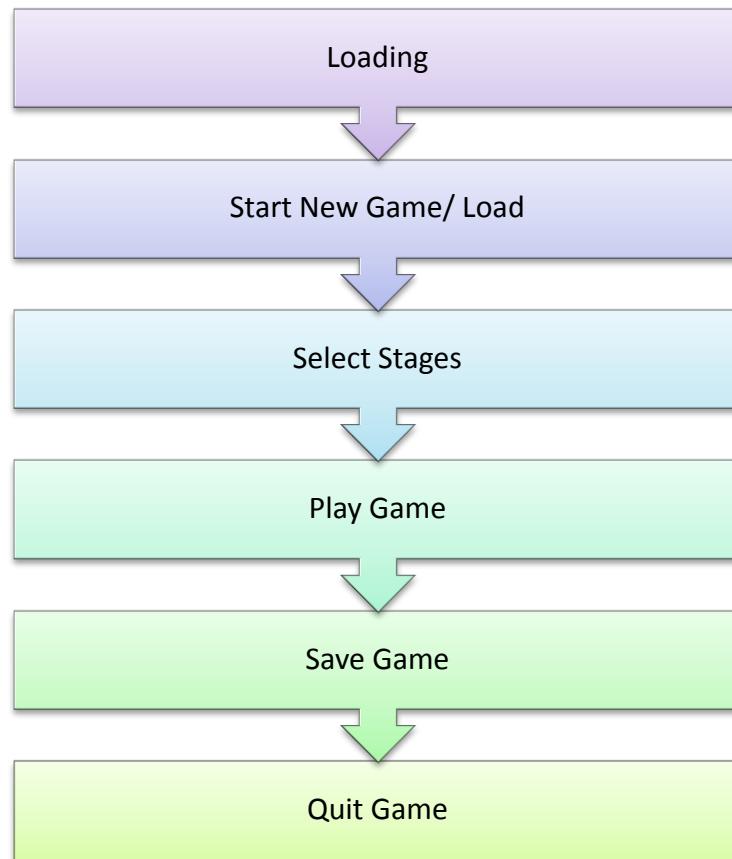 Loading
Start New Game/ Load
Select Stages
Play Game
Save Game
Quit Game